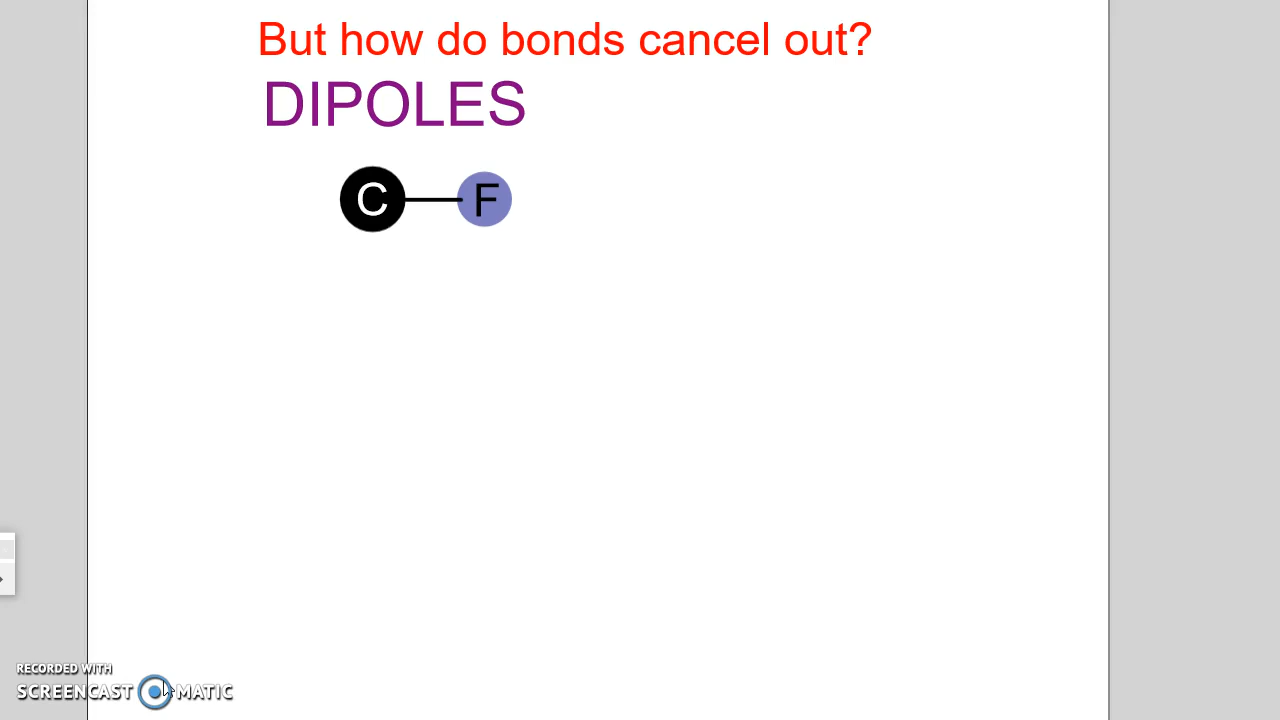 But how do bonds cancel out?
DIPOLES
C F
RECORDED WITH
SCREENCAST MATIC